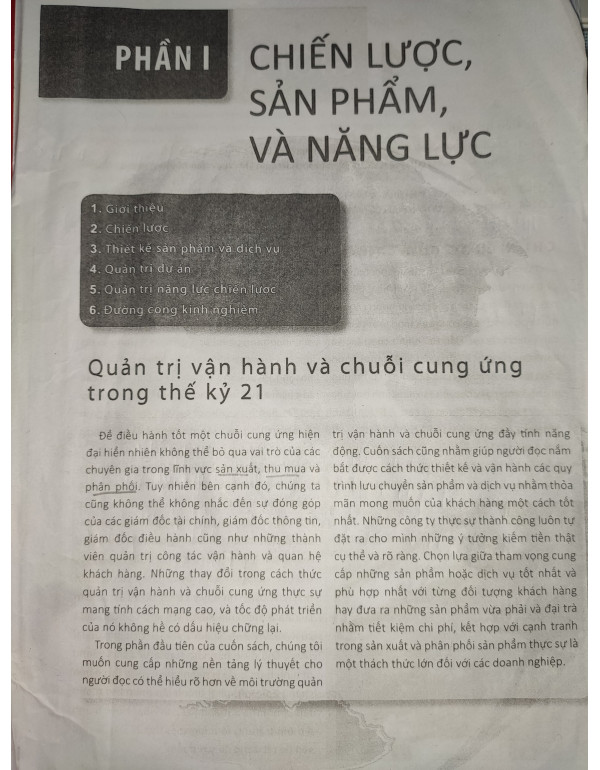 PHẦN I
CHIẾN LƯỢC,
SẢN PHẨM,
VÀ NĂNG LỰC
1. Giới thiệu
2. Chiến lược
3. Thiết kế sản phẩm và dịch vụ
4. Quản trị dự án
5. Quản trị năng lực chiến lược
6. Đường cong kinh nghiệm
Quản trị vận hành và chuỗi cung ứng
trong thế kỷ 21
Để điều hành tốt một chuỗi cung ứng hiện
đại hiển nhiên không thể bỏ qua vai trò của các
chuyên gia trong lĩnh vực sản xuất, thu mua và
phân phối. Tuy nhiên bên cạnh đó, chúng ta
cũng không thể không nhắc đến sự đóng góp
của các giám đốc tài chính, giám đốc thông tin,
giám đốc điều hành cũng như những thành
viên quản trị công tác vận hành và quan hệ
khách hàng. Những thay đổi trong cách thức
quản trị vận hành và chuỗi cung ứng thực sự
mang tính cách mạng cao, và tốc độ phát triển
của nó không hề có dấu hiệu chững lại.
Trong phần đầu tiên của cuốn sách, chúng tôi
muốn cung cấp những nền tảng lý thuyết cho
người đọc có thể hiểu rõ hơn về môi trường quản
trị vận hành và chuỗi cung ứng đầy tính năng
động. Cuốn sách cũng nhằm giúp người đọc nắm
bắt được cách thức thiết kế và vận hành các quy
trình lưu chuyển sản phẩm và dịch vụ nhằm thỏa
mãn mong muốn của khách hàng một cách tốt
nhất. Những công ty thực sự thành công luôn tự
đặt ra cho mình những ý tưởng kiếm tiền thật
cụ thể và rõ ràng. Chọn lựa giữa tham vọng cung
cấp những sản phẩm hoặc dịch vụ tốt nhất và
phù hợp nhất với từng đối tượng khách hàng
hay đưa ra những sản phẩm vừa phải và đại trà
nhằm tiết kiệm chi phí, kết hợp với cạnh tranh
trong sản xuất và phân phối sản phẩm thực sự là
một thách thức lớn đối với các doanh nghiệp.